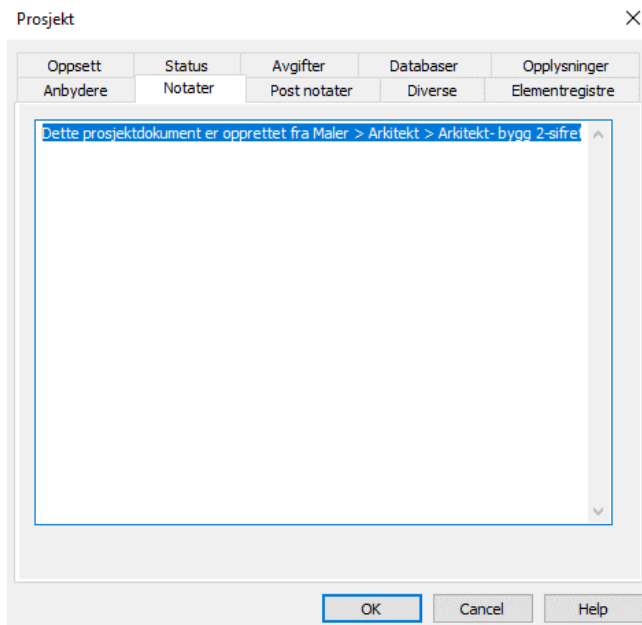 Prosjekt
Oppsett Status Avgifter Databaser Opplysninger
Anbydere Notater Post notater Diverse Elementregistre
Dette prosjektdokument er opprettet fra Maler > Arkitekt > Arkitekt- bygg 2-sifret
OK Cancel Help